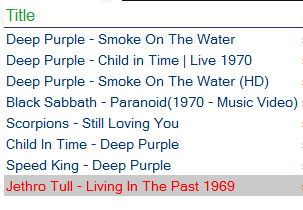 Title
Deep Purple - Smoke On The Water
Deep Purple - Child in Time | Live 1970
Deep Purple - Smoke On The Water (HD)
Black Sabbath - Paranoid(1970 - Music Video)
Scorpions - Still Loving You
Child In Time - Deep Purple
Speed King - Deep Purple
Jethro Tull - Living In The Past 1969